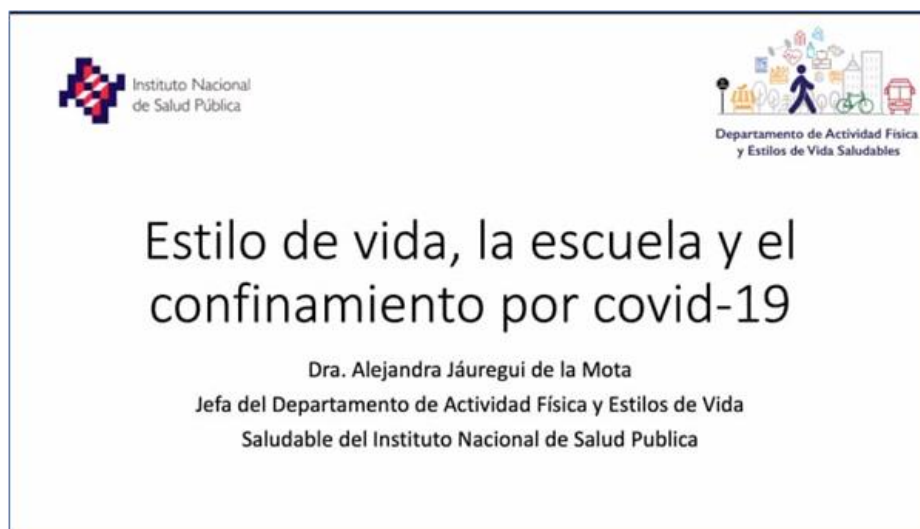 Instituto Nacional
de Salud Pública
Departamento de Actividad Física
y Estilos de Vida Saludables
Estilo de vida, la escuela y el
confinamiento por covid-19
Dra. Alejandra Jáuregui de la Mota
Jefa del Departamento de Actividad Física y Estilos de Vida
Saludable del Instituto Nacional de Salud Publica